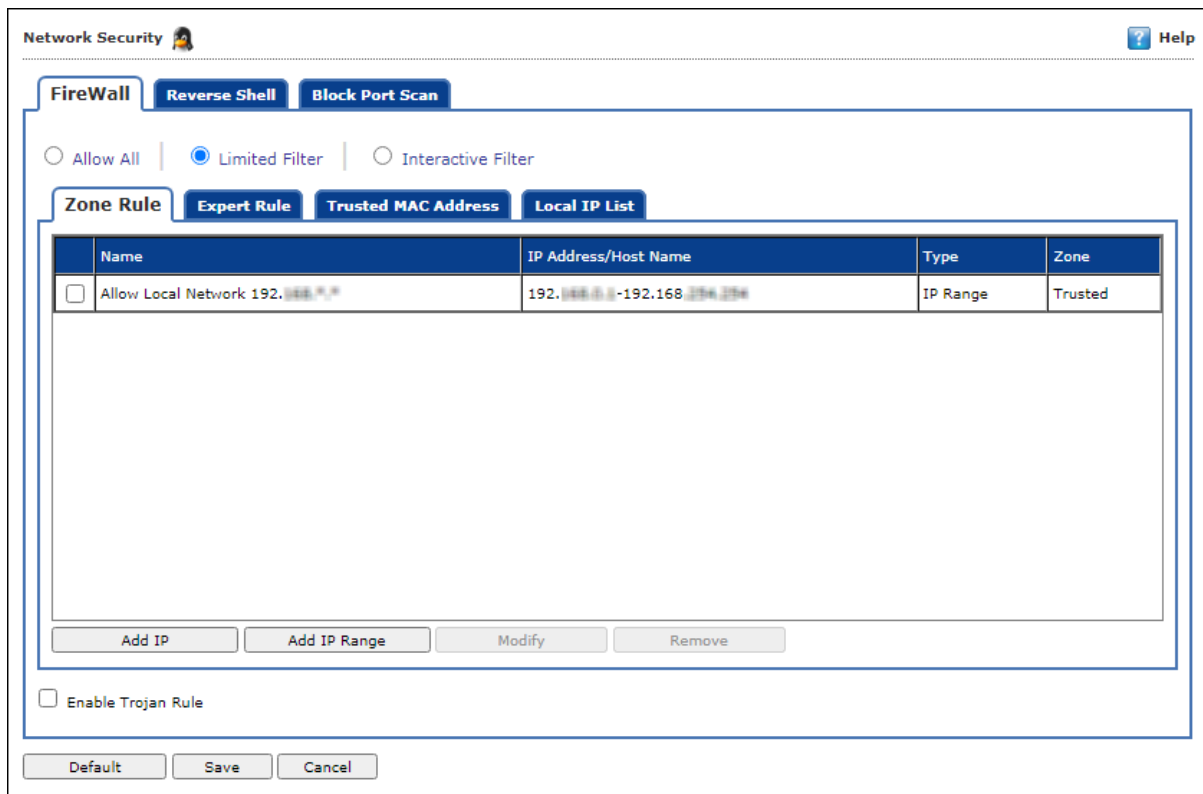 Network Security
? Help
FireWall Reverse Shell Block Port Scan
Allow All Limited Filter Interactive Filter
Zone Rule Expert Rule Trusted MAC Address Local IP List
Name IP Address/Host Name Type Zone
Allow Local Network 192. 192. -192.168 IP Range Trusted
Add IP Add IP Range Modify Remove
Enable Trojan Rule
Default Save Cancel